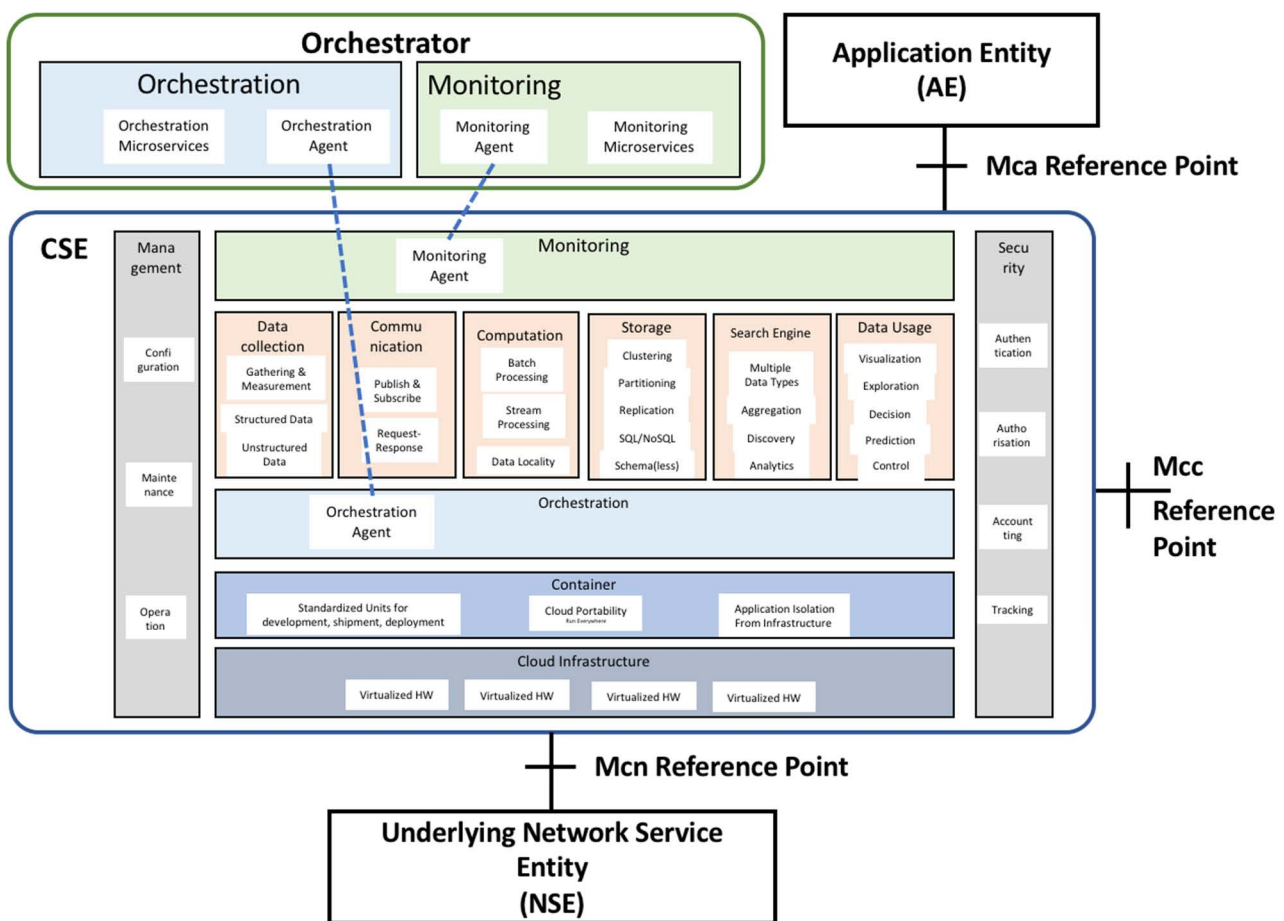 Orchestrator
Orchestration
Orchestration
Microservices
Orchestration
Agent
Monitoring
Monitoring
Agent
Monitoring
Microservices
Application Entity
(AE)
Mca Reference Point
CSE
Mana
gement
Confi
guration
Mainte
nance
Opera
tion
Monitoring
Monitoring
Agent
Data
collection
Gathering &
Measurement
Structured Data
Unstructured
Data
Commu
nication
Publish &
Subscribe
Request-
Response
Computation
Batch
Processing
Stream
Processing
Data Locality
Storage
Clustering
Partitioning
Replication
SQL/NoSQL
Schema(less)
Search Engine
Multiple
Data Types
Aggregation
Discovery
Analytics
Data Usage
Visualization
Exploration
Decision
Prediction
Control
Orchestration
Orchestration
Agent
Container
Standardized Units for
development, shipment, deployment
Cloud Portability
Run Everywhere
Application Isolation
From Infrastructure
Cloud Infrastructure
Virtualized HW
Virtualized HW
Virtualized HW
Virtualized HW
Secu
rity
Authen
tication
Autho
risation
Account
ting
Tracking
Mcc
Reference
Point
Mcn Reference Point
Underlying Network Service
Entity
(NSE)